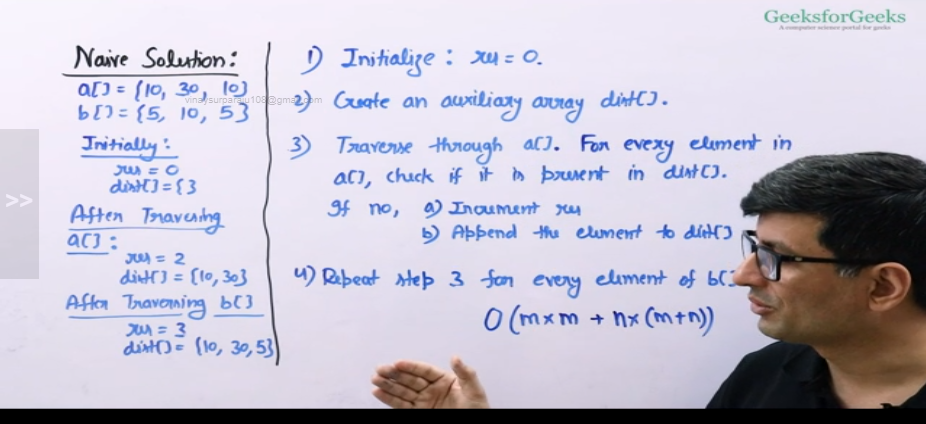 GeeksforGeeks
A computer science portal for geeks
Naive Solution:
a[] = {10, 30, 10}
b[] = {5, 10, 5}
Initially:
res = 0
dist[] = { }
After Traversing
a[]:
res = 2
dist[] = {10, 30}
After Traversing b[]
res = 3
dist[] = {10, 30, 5}
vinaysurparaju108@gmail.com
1) Initialize: res = 0.
2) Create an auxiliary array dist[].
3) Traverse through a[]. For every element in
a[], check if it is present in dist[].
If no, a) Increment res
b) Append the element to dist[]
4) Repeat step 3 for every element of b[]
O(m×m + n×(m+n))
>>